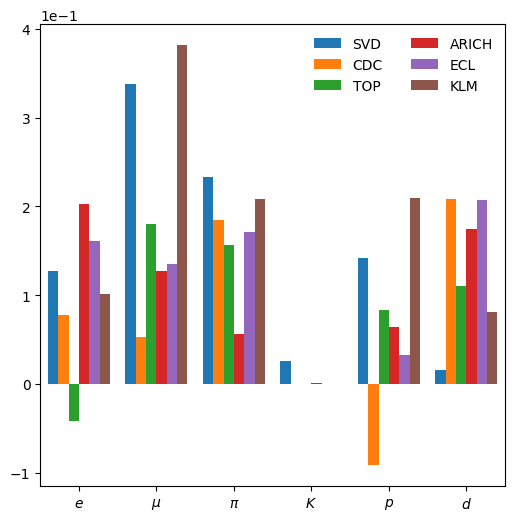 1e−1
4
3
2
1
0
−1
SVD
CDC
TOP
ARICH
ECL
KLM
e μ π K p d